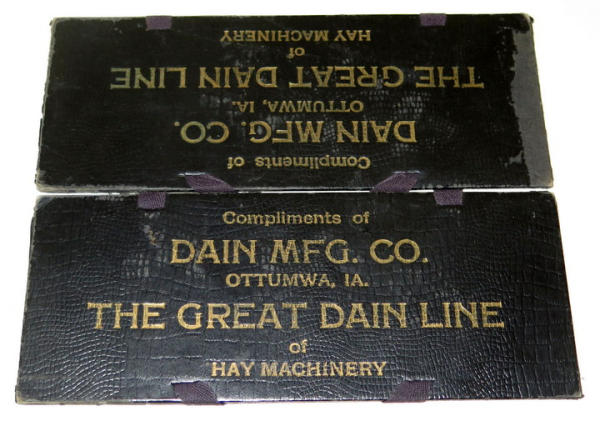 HAY MACHINERY
of
THE GREAT DAIN LINE
OTTUMWA, IA.
DAIN MFG. CO.
Compliments of
Compliments of
DAIN MFG. CO.
OTTUMWA, IA.
THE GREAT DAIN LINE
of
HAY MACHINERY